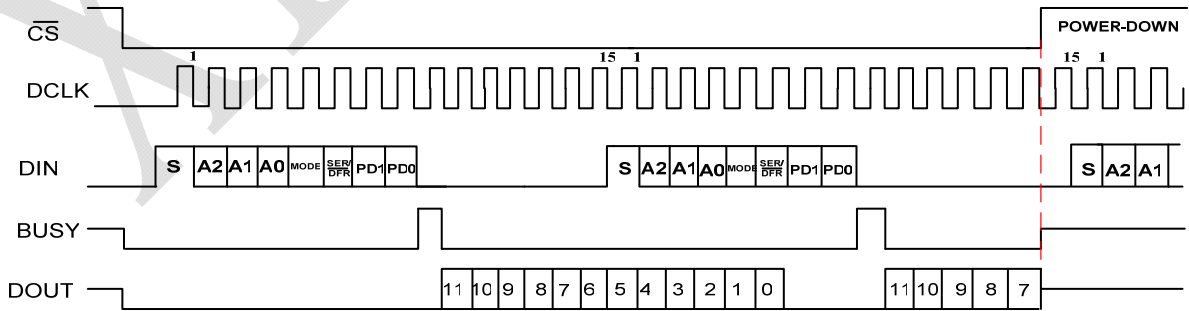 CS POWER-DOWN
1 15 1 15 1
DCLK
DIN S A2 A1 A0 MODE SER/DFR PD1 PD0 S A2 A1 A0 MODE SER/DFR PD1 PD0 S A2 A1
BUSY
DOUT 11 10 9 8 7 6 5 4 3 2 1 0 11 10 9 8 7